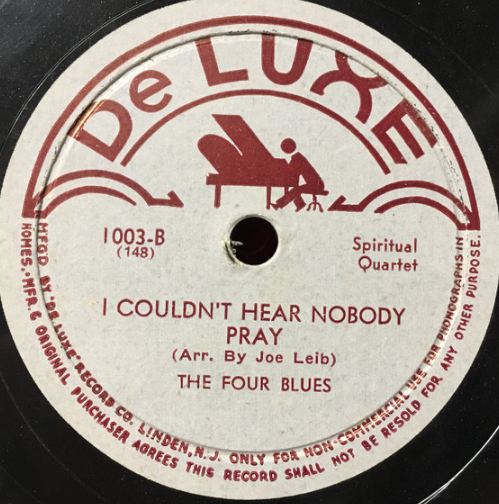 De LUXE
1003-B
(148)
Spiritual
Quartet
I COULDN'T HEAR NOBODY
PRAY
(Arr. By Joe Leib)
THE FOUR BLUES
MFG'D BY "DE LUXE" RECORD CO. LINDEN, N.J. ONLY FOR NON-COMMERCIAL USE FOR PHONOGRAPHS IN
HOMES. MFR. & ORIGINAL PURCHASER AGREES THIS RECORD SHALL NOT BE RESOLD FOR ANY OTHER PURPOSE.